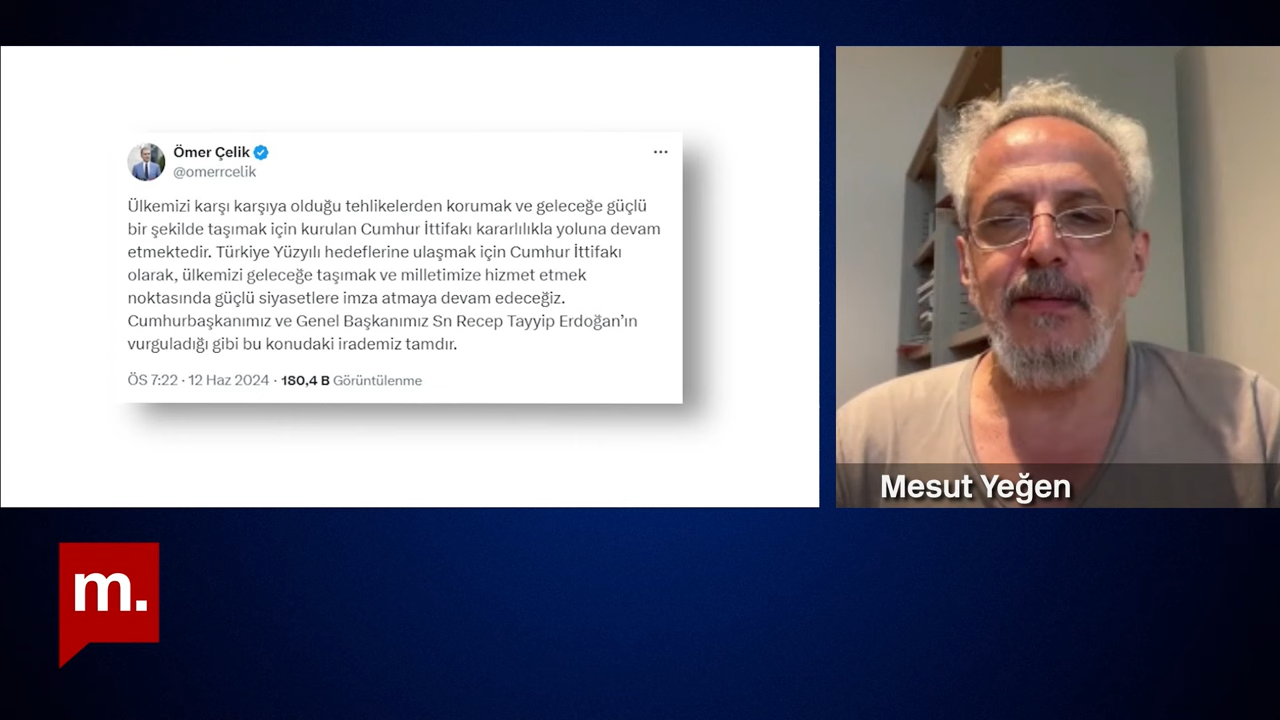 Ömer Çelik
@omerrcelik
Ülkemizi karşı karşıya olduğu tehlikelerden korumak ve geleceğe güçlü
bir şekilde taşımak için kurulan Cumhur İttifakı kararlılıkla yoluna devam
etmektedir. Türkiye Yüzyılı hedeflerine ulaşmak için Cumhur İttifakı
olarak, ülkemizi geleceğe taşımak ve milletimize hizmet etmek
noktasında güçlü siyasetlere imza atmaya devam edeceğiz.
Cumhurbaşkanımız ve Genel Başkanımız Sn Recep Tayyip Erdoğan’ın
vurguladığı gibi bu konudaki irademiz tamdır.
ÖS 7:22 · 12 Haz 2024 · 180,4 B Görüntülenme
Mesut Yeğen
m.